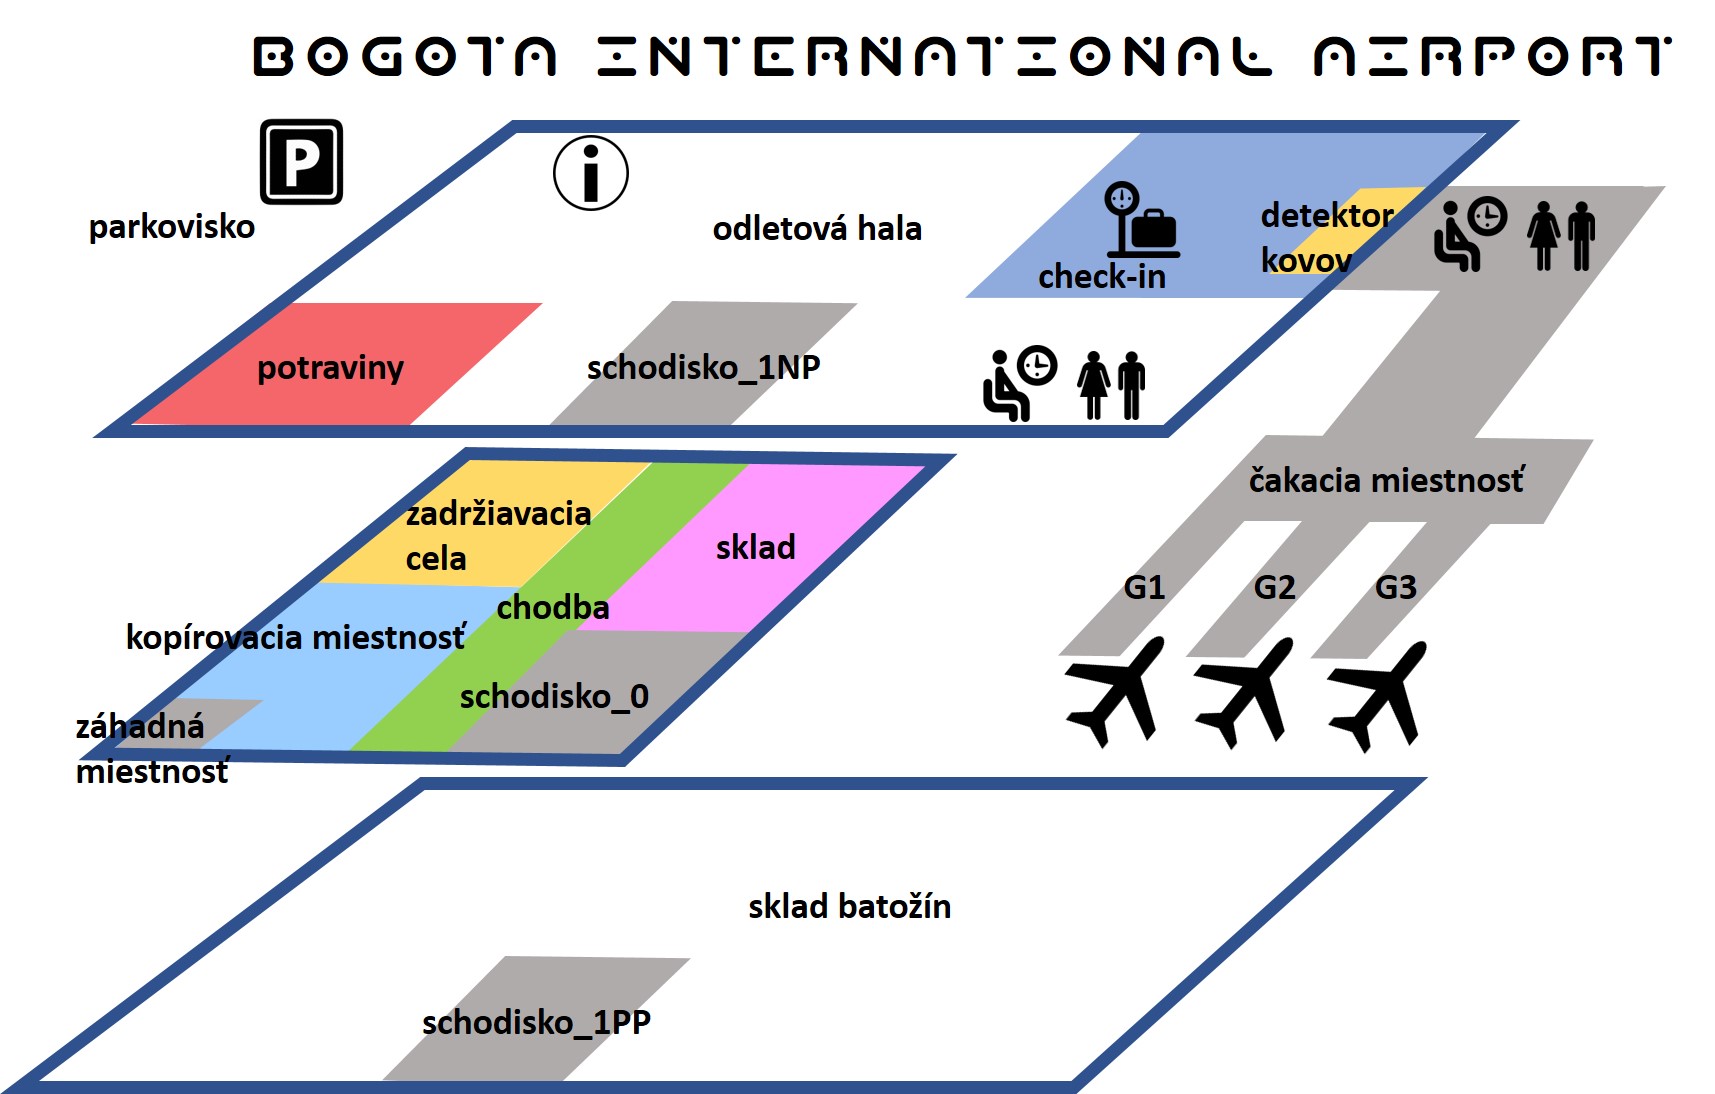 BOGOTA INTERNATIONAL AIRPORT
P
i
parkovisko
odletová hala
detektor
kovov
check-in
potraviny
schodisko_1NP
čakacia miestnosť
zadržiavacia
cela
sklad
chodba
G1
G2
G3
kopírovacia miestnosť
schodisko_0
záhadná
miestnosť
sklad batožín
schodisko_1PP